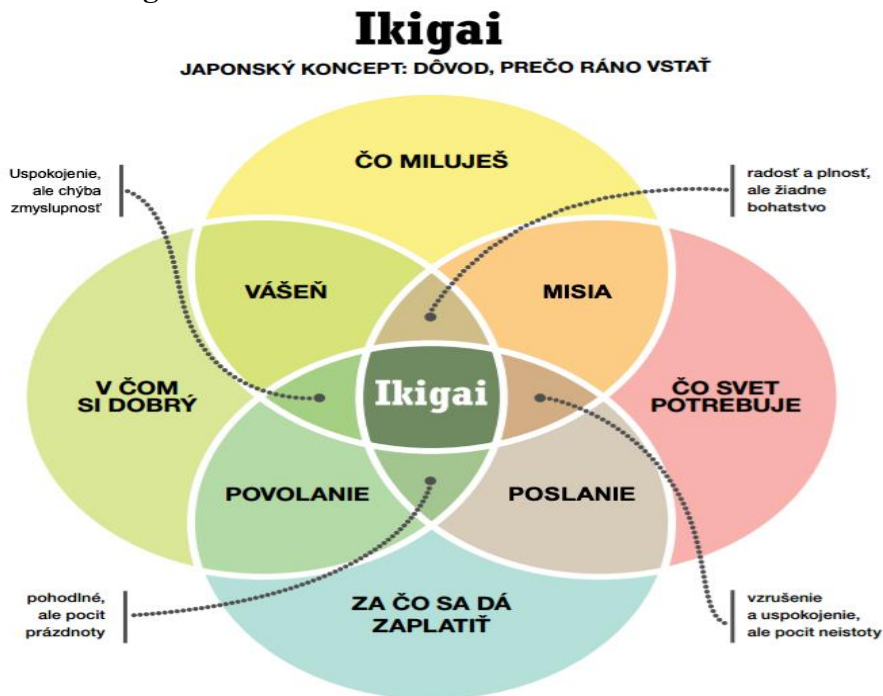 Ikigai
JAPONSKÝ KONCEPT: DÔVOD, PREČO RÁNO VSTAŤ
ČO MILUJEŠ
Uspokojenie,
ale chýba
zmyslupnosť
radosť a plnosť,
ale žiadne
bohatstvo
VÁŠEŇ
MISIA
V ČOM
SI DOBRÝ
Ikigai
ČO SVET
POTREBUJE
POVOLANIE
POSLANIE
pohodlné,
ale pocit
prázdnoty
ZA ČO SA DÁ
ZAPLATIŤ
vzrušenie
a uspokojenie,
ale pocit neistoty